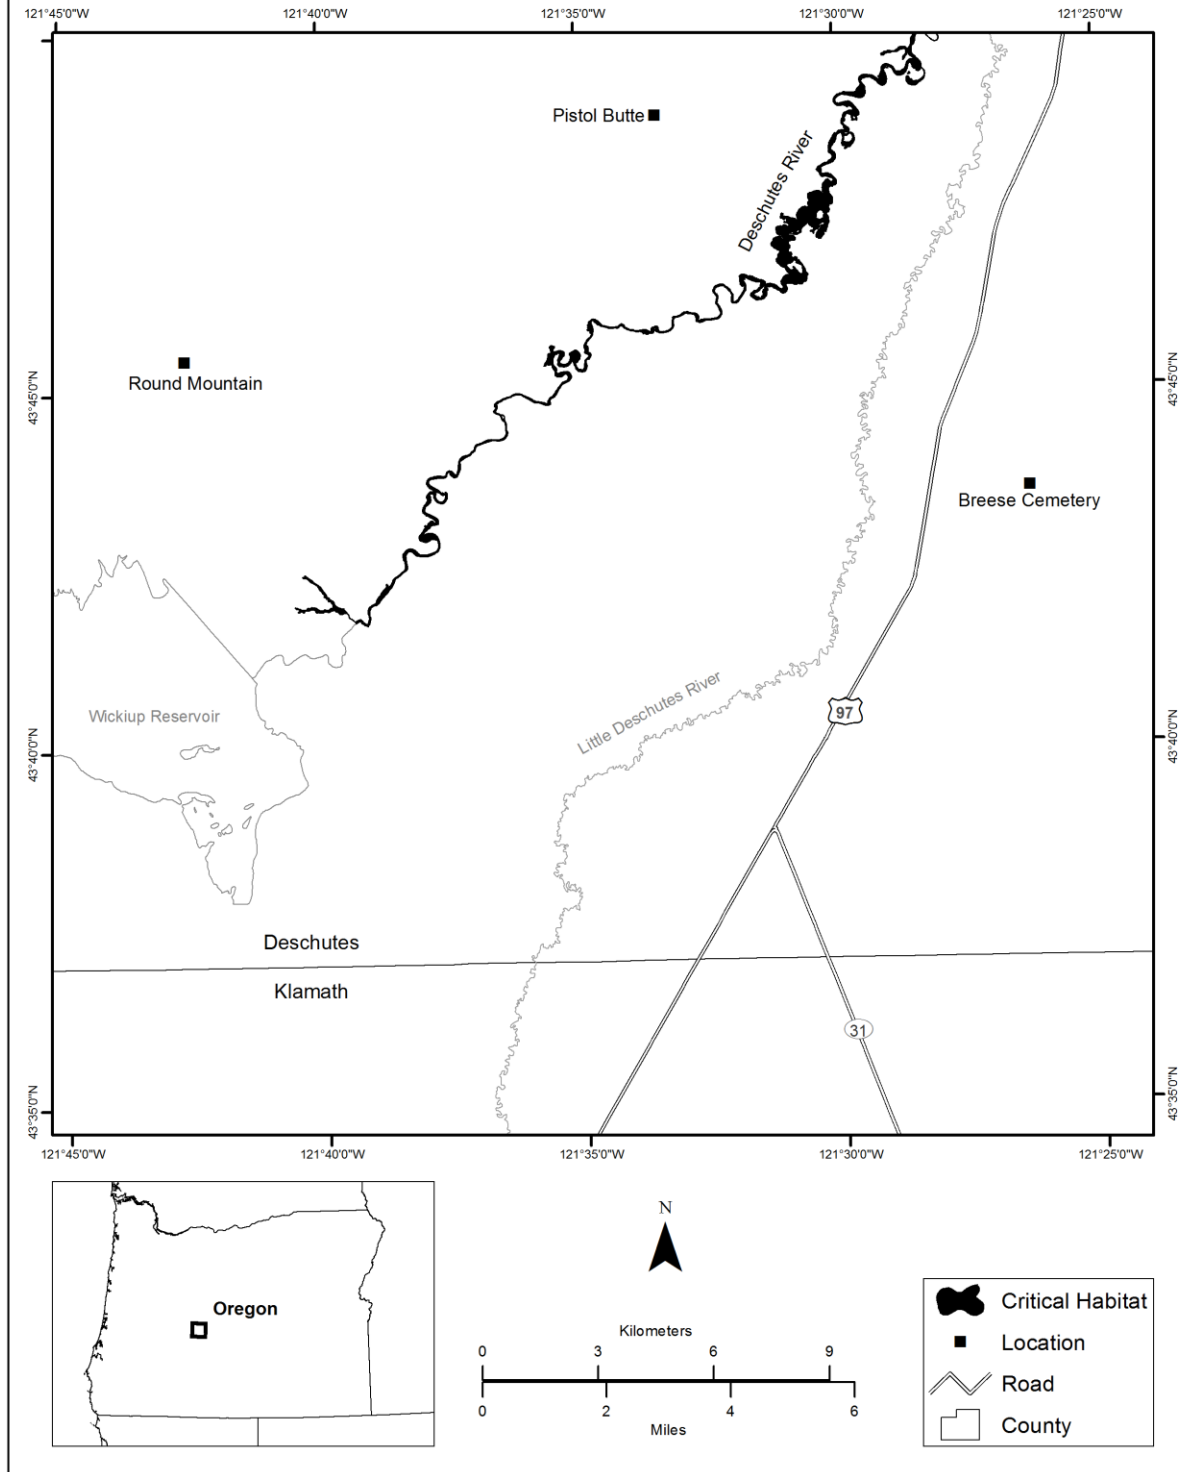 121°45'0"W 121°40'0"W 121°35'0"W 121°30'0"W 121°25'0"W
Pistol Butte
Deschutes River
Round Mountain
43°45'0"N
43°45'0"N
Breese Cemetery
Little Deschutes River
Wickiup Reservoir
97
43°40'0"N
43°40'0"N
Deschutes
Klamath
31
43°35'0"N
43°35'0"N
121°45'0"W 121°40'0"W 121°35'0"W 121°30'0"W 121°25'0"W
Oregon
N
Kilometers
0 3 6 9
0 2 4 6
Miles
Critical Habitat
Location
Road
County